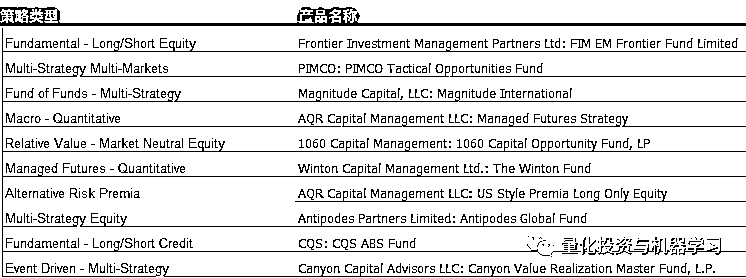 策略类型 产品名称
Fundamental - Long/Short Equity Frontier Investment Management Partners Ltd: FIM EM Frontier Fund Limited
Multi-Strategy Multi-Markets PIMCO: PIMCO Tactical Opportunities Fund
Fund of Funds - Multi-Strategy Magnitude Capital, LLC: Magnitude International
Macro - Quantitative AQR Capital Management LLC: Managed Futures Strategy
Relative Value - Market Neutral Equity 1060 Capital Management: 1060 Capital Opportunity Fund, LP
Managed Futures - Quantitative Winton Capital Management Ltd.: The Winton Fund
Alternative Risk Premia AQR Capital Management LLC: US Style Premia Long Only Equity
Multi-Strategy Equity Antipodes Partners Limited: Antipodes Global Fund
Fundamental - Long/Short Credit CQS: CQS ABS Fund
量化投资与机器学习
Event Driven - Multi-Strategy Canyon Capital Advisors LLC: Canyon Value Realization Master Fund, L.P.